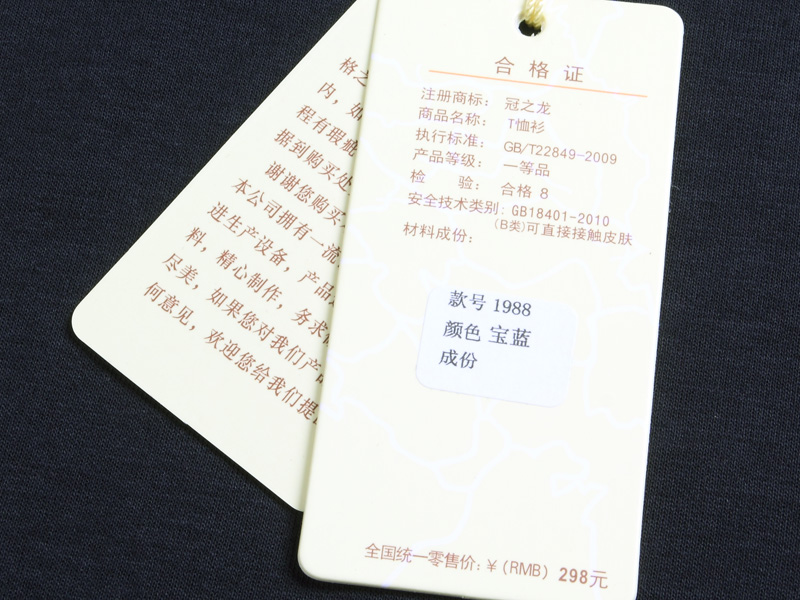 合格证
注册商标: 冠之龙
商品名称: T恤衫
执行标准: GB/T22849-2009
产品等级: 一等品
检 验: 合格 8
安全技术类别: GB18401-2010
(B类)可直接接触皮肤
材料成份:
款号 1988
颜色 宝蓝
成份
全国统一零售价: ¥(RMB) 298元
格之
内，如
程有瑕疵
据到购买处
谢谢您购买
本公司拥有一流
进生产设备，产品
料，精心制作，务求
尽美，如果您对我们产品
何意见，欢迎您给我们提